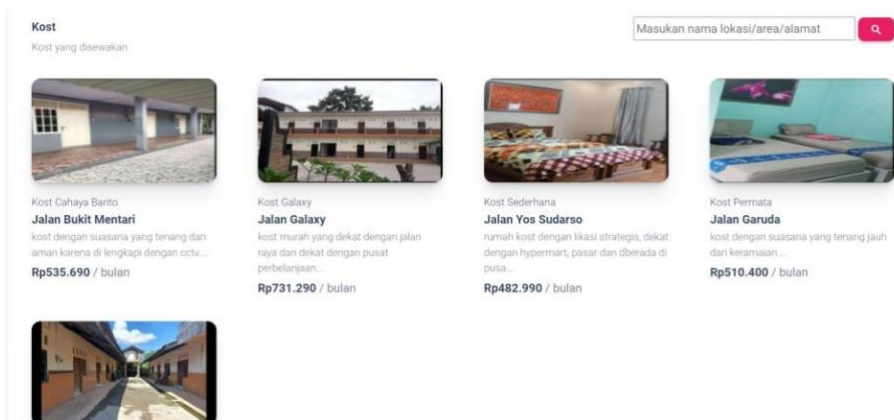 Kost
Masukan nama lokasi/area/alamat
Kost yang disewakan
Kost Cahaya Banto
Jalan Bukit Mentari
kost dengan suasana yang tenang dan
aman karena di lengkapi dengan cctv....
Rp535.690 / bulan
Kost Galaxy
Jalan Galaxy
kost murah yang dekat dengan jalan
raya dan dekat dengan pusat
perbelanjaan...
Rp731.290 / bulan
Kost Sederhana
Jalan Yos Sudarso
rumah kost dengan likasi strategis, dekat
dengan hypermart, pasar dan dberada di
pusa...
Rp482.990 / bulan
Kost Permata
Jalan Garuda
kost dengan suasana yang tenang jauh
dari keramaian...
Rp510.400 / bulan